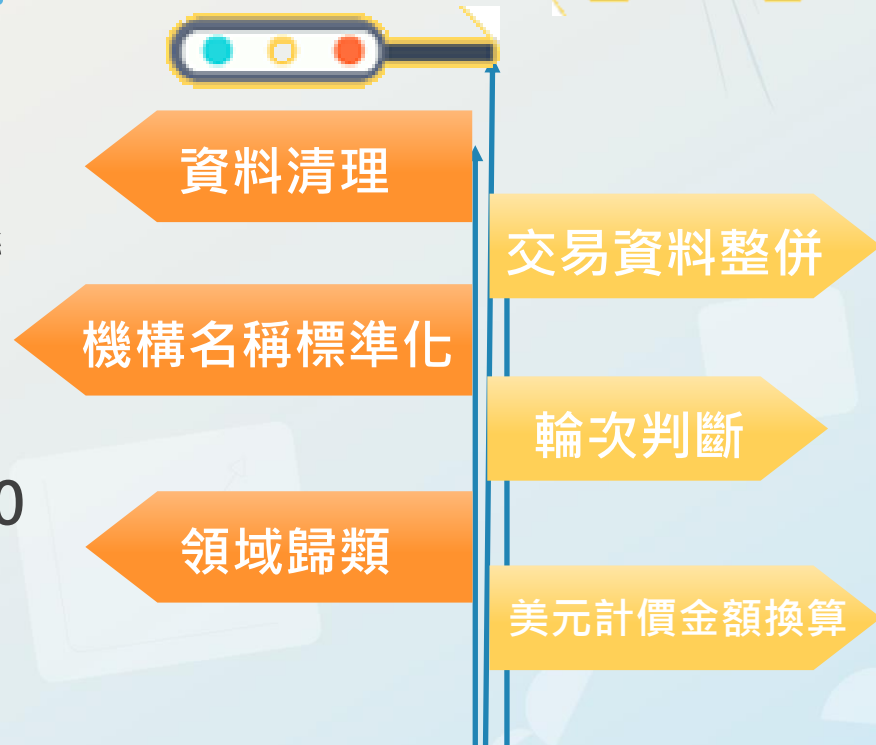 資料清理
交易資料整併
機構名稱標準化
輪次判斷
0
領域歸類
美元計價金額換算